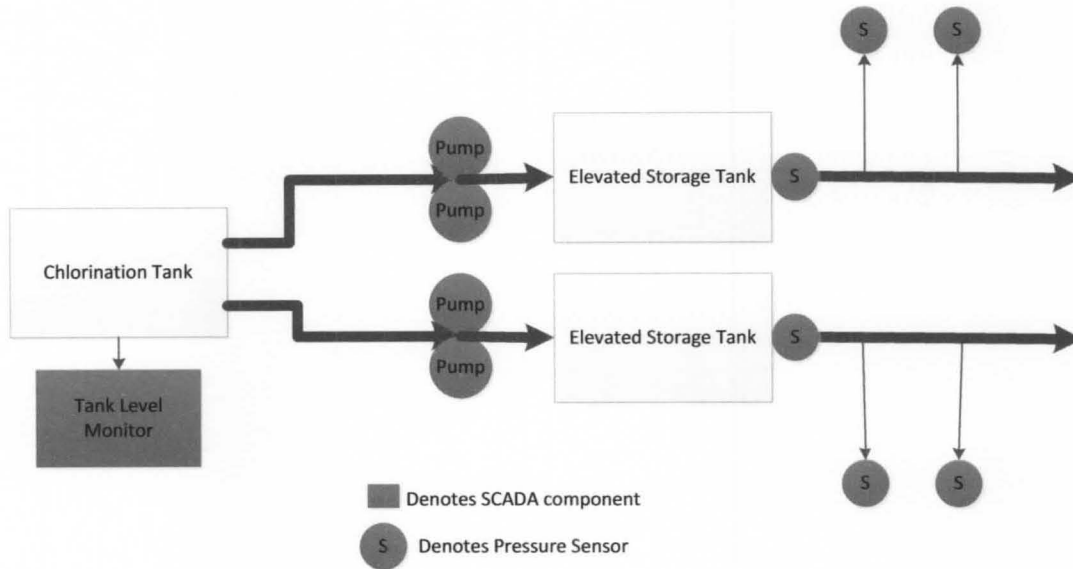 S
S
Pump
Elevated Storage Tank
S
Pump
Chlorination Tank
Pump
Elevated Storage Tank
S
Pump
Tank Level
Monitor
S
S
Denotes SCADA component
S
Denotes Pressure Sensor